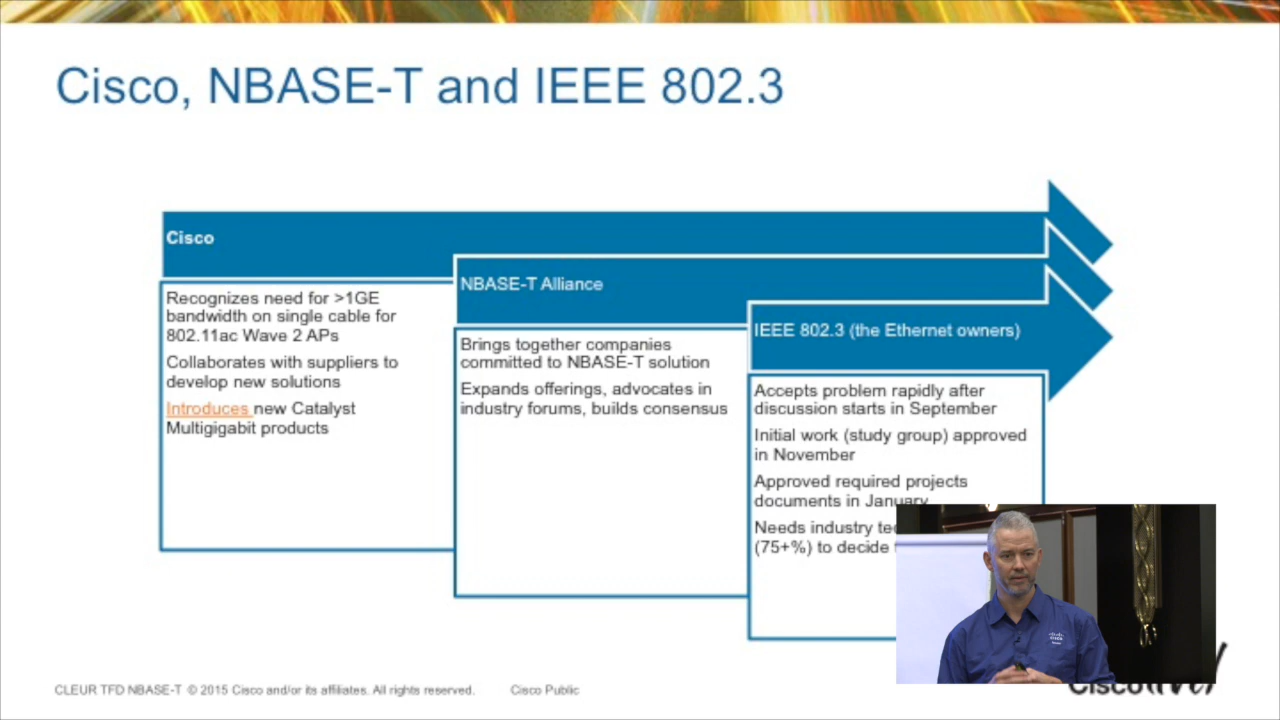 Cisco, NBASE-T and IEEE 802.3
Cisco
Recognizes need for >1GE
bandwidth on single cable for
802.11ac Wave 2 APs
Collaborates with suppliers to
develop new solutions
Introduces new Catalyst
Multigigabit products
NBASE-T Alliance
Brings together companies
committed to NBASE-T solution
Expands offerings, advocates in
industry forums, builds consensus
IEEE 802.3 (the Ethernet owners)
Accepts problem rapidly after
discussion starts in September
Initial work (study group) approved
in November
Approved required projects
documents in January
Needs industry
(75+%) to decide
CLEUR TFD NBASE-T © 2015 Cisco and/or its affiliates. All rights reserved.
Cisco Public
Cisco live!